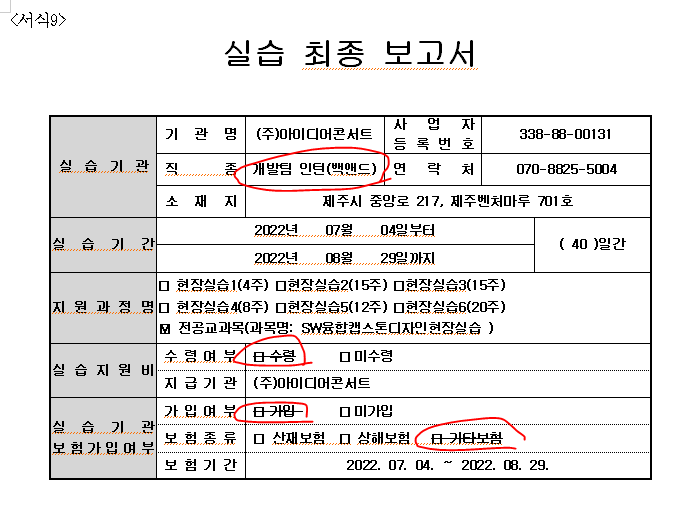 <서식9>
실습 최종 보고서
실 습 기 관
기 관 명
(주)아이디어콘서트
사 업 자
등 록 번 호
338-88-00131
직 종
개발팀 인턴(백앤드)
연 락 처
070-8825-5004
소 재 지
제주시 중앙로 217, 제주벤처마루 701호
실 습 기 간
2022년 07월 04일부터
2022년 08월 29일까지
( 40 )일간
지 원 과 정 명
□ 현장실습1(4주) □현장실습2(15주) □현장실습3(15주)
□ 현장실습4(8주) □현장실습5(12주) □현장실습6(20주)
☑ 전공교과목(과목명: SW융합캡스톤디자인현장실습 )
실 습 지 원 비
수 령 여 부
□ 수령 □ 미수령
지 급 기 관
(주)아이디어콘서트
실 습 기 관
보 험 가 입 여 부
가 입 여 부
□ 가입 □ 미가입
보 험 종 류
□ 산재보험 □ 상해보험 □ 기타보험
보 험 기 간
2022. 07. 04. ~ 2022. 08. 29.